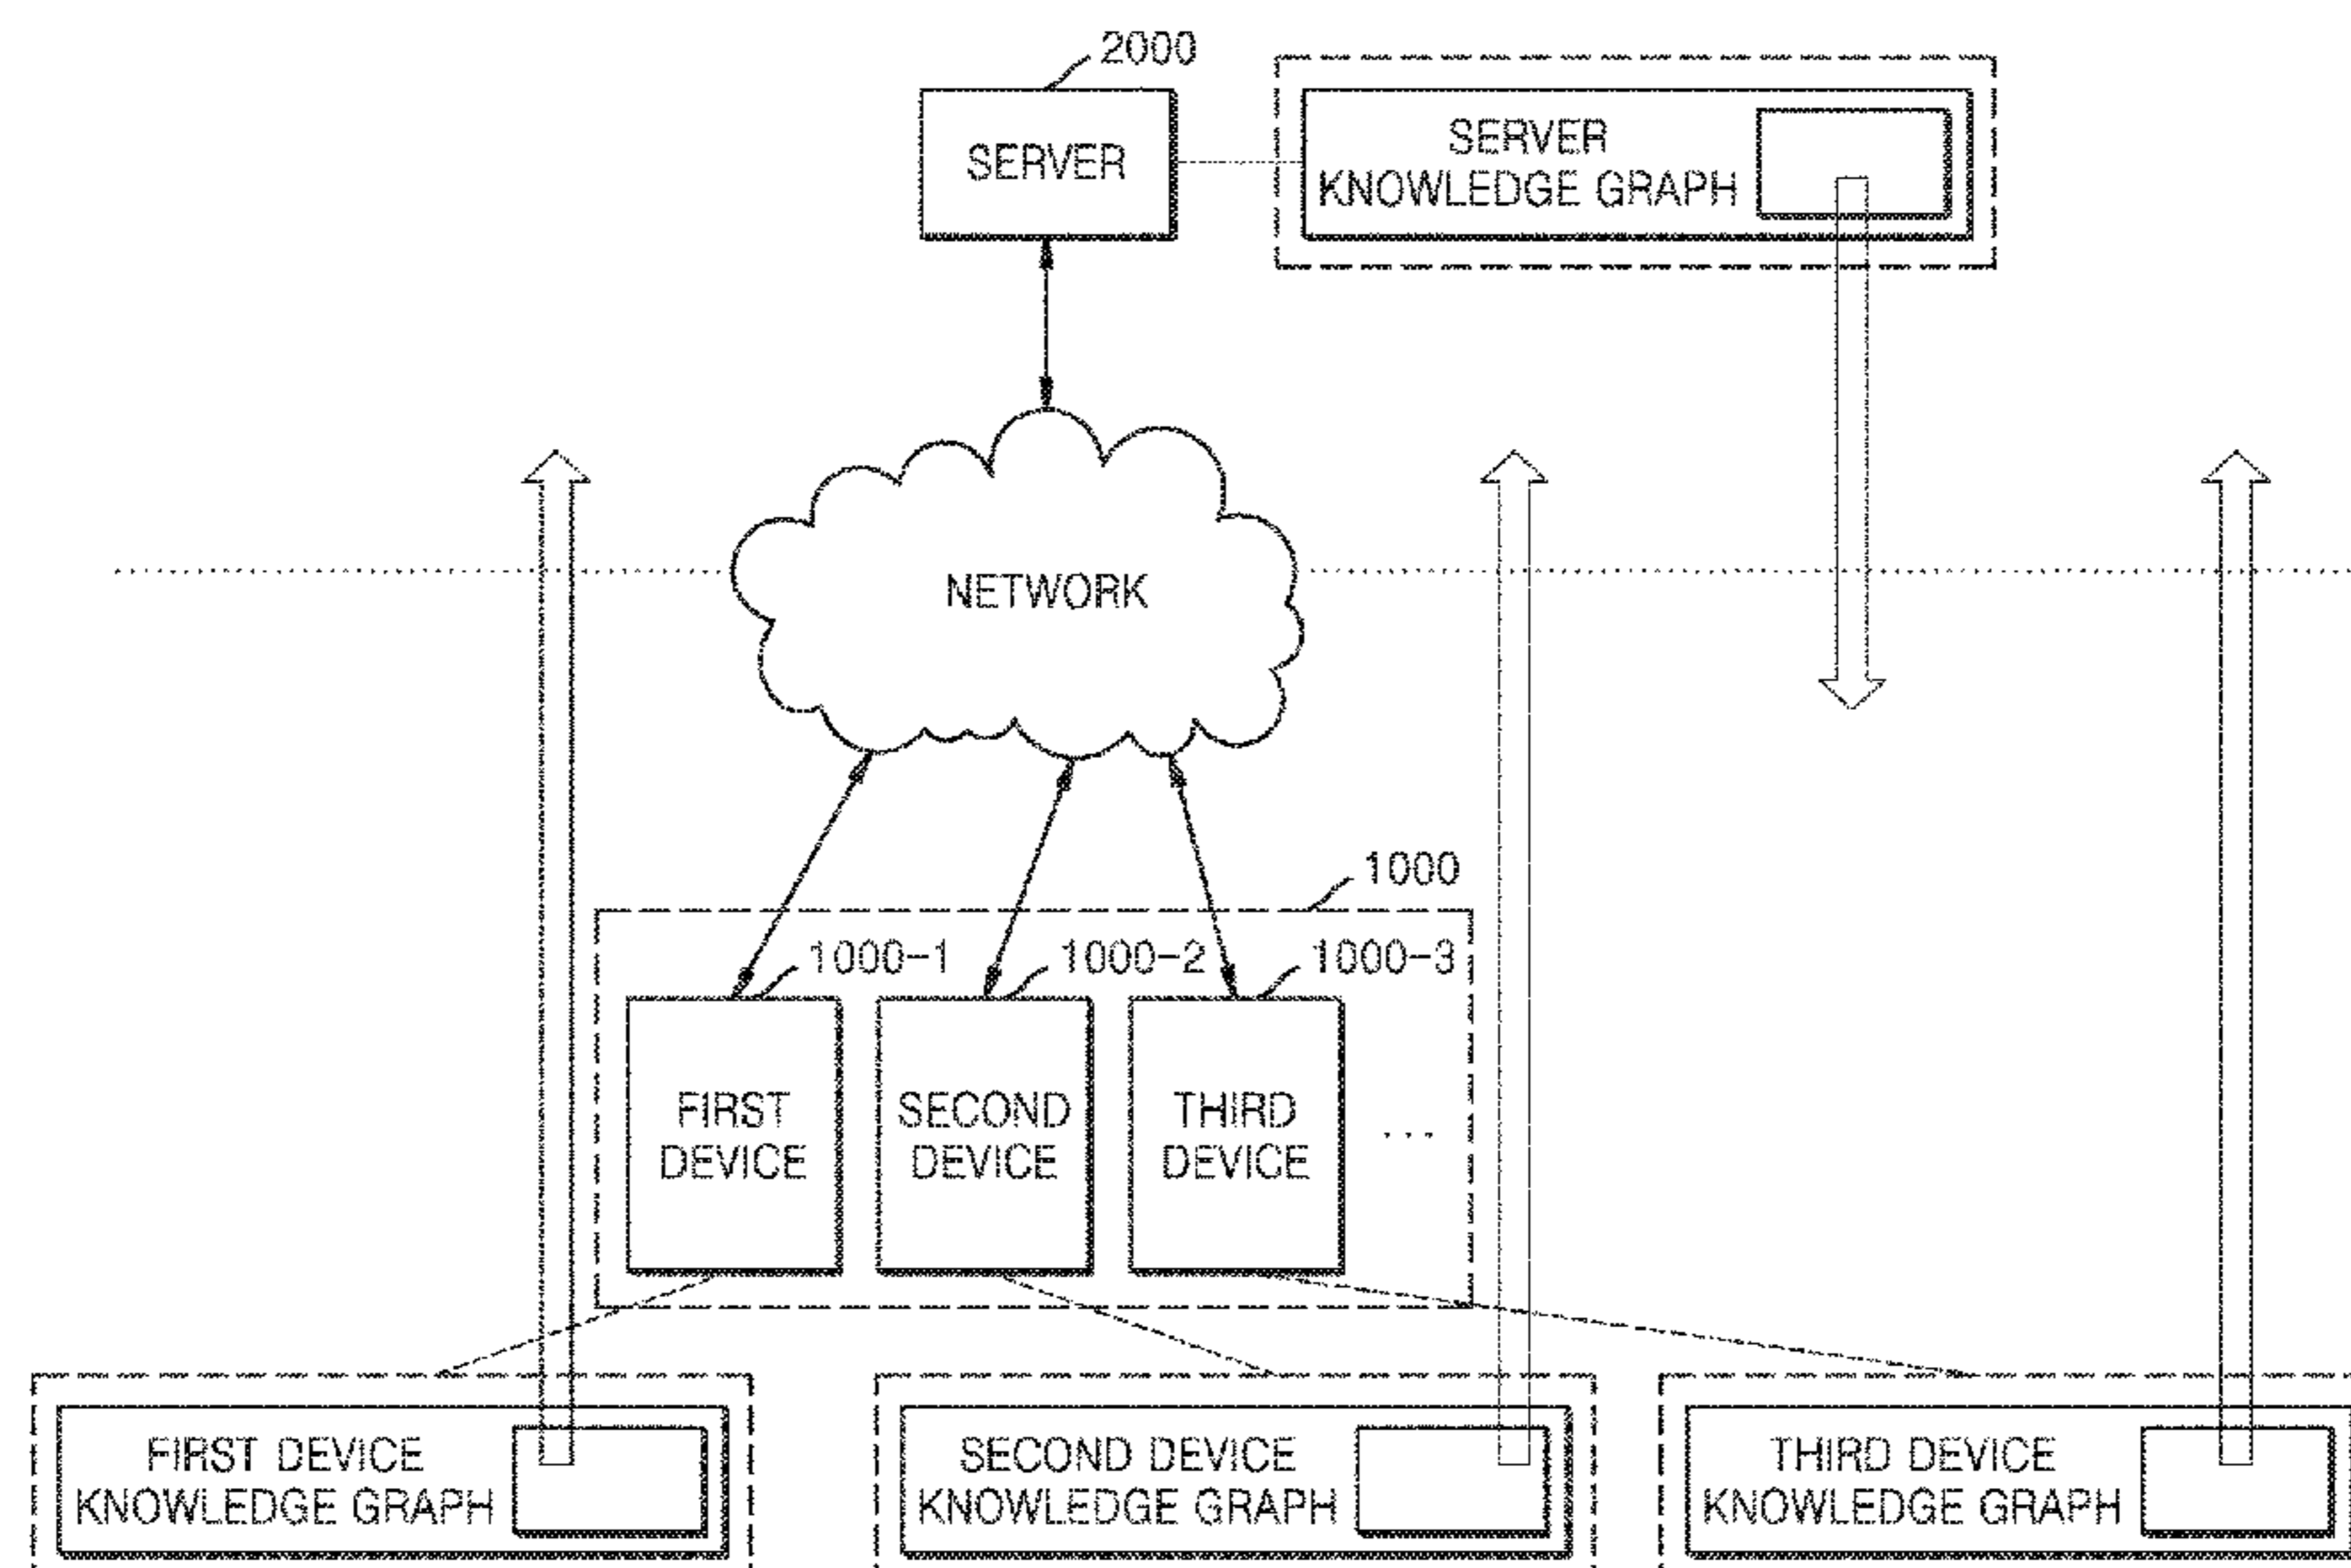 2000
SERVER
SERVER
KNOWLEDGE GRAPH
NETWORK
1000
1000-1
1000-2
1000-3
FIRST
DEVICE
SECOND
DEVICE
THIRD
DEVICE
...
FIRST DEVICE
KNOWLEDGE GRAPH
SECOND DEVICE
KNOWLEDGE GRAPH
THIRD DEVICE
KNOWLEDGE GRAPH